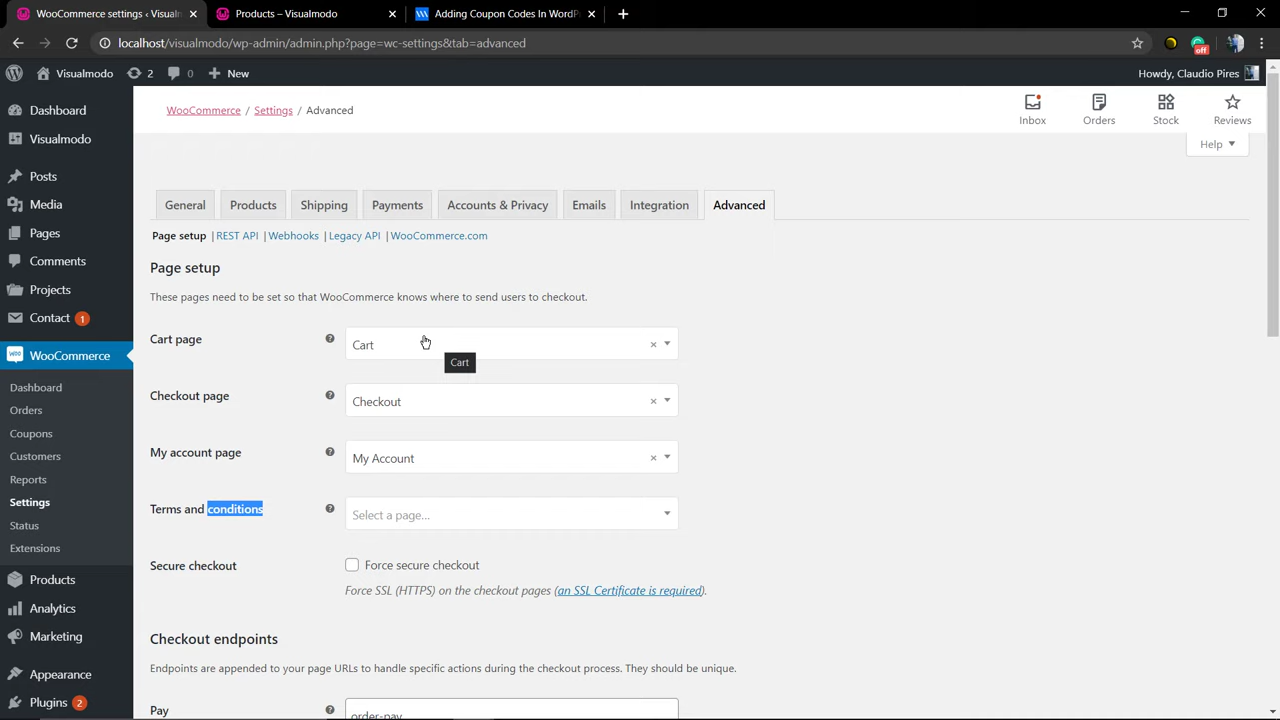 WooCommerce settings ‹ Visualmo
Products – Visualmodo
Adding Coupon Codes In WordP
localhost/visualmodo/wp-admin/admin.php?page=wc-settings&tab=advanced
off
Visualmodo
2
0
New
Howdy, Claudio Pires
Dashboard
Visualmodo
Posts
Media
Pages
Comments
Projects
Contact 1
WooCommerce
Dashboard
Orders
Coupons
Customers
Reports
Settings
Status
Extensions
Products
Analytics
Marketing
Appearance
Plugins 2
WooCommerce / Settings / Advanced
Inbox
Orders
Stock
Reviews
Help
General
Products
Shipping
Payments
Accounts & Privacy
Emails
Integration
Advanced
Page setup | REST API | Webhooks | Legacy API | WooCommerce.com
Page setup
These pages need to be set so that WooCommerce knows where to send users to checkout.
Cart page
Cart
Cart
Checkout page
Checkout
My account page
My Account
Terms and conditions
Select a page...
Secure checkout
Force secure checkout
Force SSL (HTTPS) on the checkout pages (an SSL Certificate is required).
Checkout endpoints
Endpoints are appended to your page URLs to handle specific actions during the checkout process. They should be unique.
Pay
order-pay